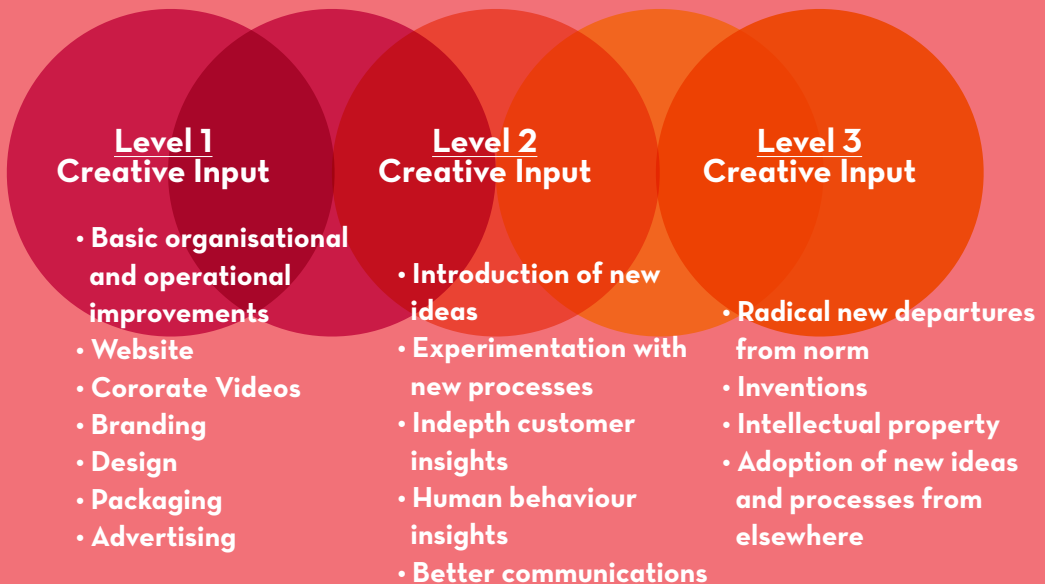 Level 1
Creative Input
• Basic organisational
and operational
improvements
• Website
• Cororate Videos
• Branding
• Design
• Packaging
• Advertising
Level 2
Creative Input
• Introduction of new
ideas
• Experimentation with
new processes
• Indepth customer
insights
• Human behaviour
insights
• Better communications
Level 3
Creative Input
• Radical new departures
from norm
• Inventions
• Intellectual property
• Adoption of new ideas
and processes from
elsewhere